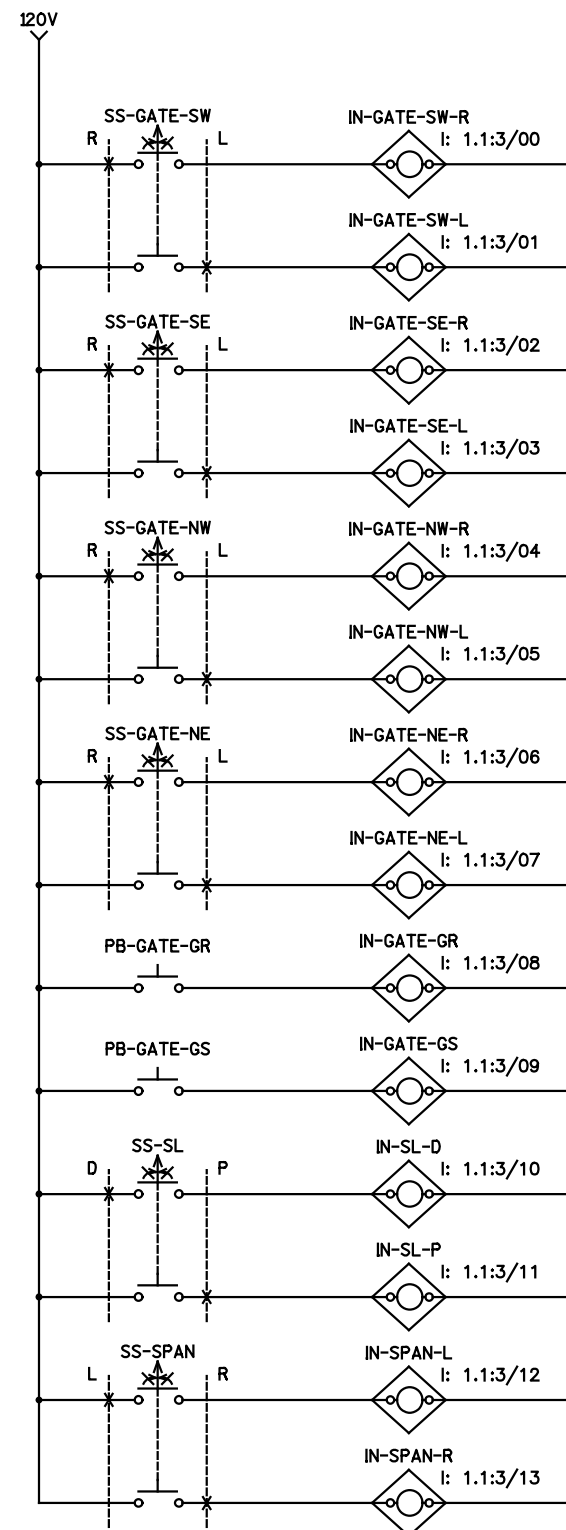 120V
SS-GATE-SW IN-GATE-SW-R
R L I: 1.1:3/00
IN-GATE-SW-L
I: 1.1:3/01
SS-GATE-SE IN-GATE-SE-R
R L I: 1.1:3/02
IN-GATE-SE-L
I: 1.1:3/03
SS-GATE-NW IN-GATE-NW-R
R L I: 1.1:3/04
IN-GATE-NW-L
I: 1.1:3/05
SS-GATE-NE IN-GATE-NE-R
R L I: 1.1:3/06
IN-GATE-NE-L
I: 1.1:3/07
PB-GATE-GR IN-GATE-GR
I: 1.1:3/08
PB-GATE-GS IN-GATE-GS
I: 1.1:3/09
SS-SL IN-SL-D
D P I: 1.1:3/10
IN-SL-P
I: 1.1:3/11
SS-SPAN IN-SPAN-L
L R I: 1.1:3/12
IN-SPAN-R
I: 1.1:3/13